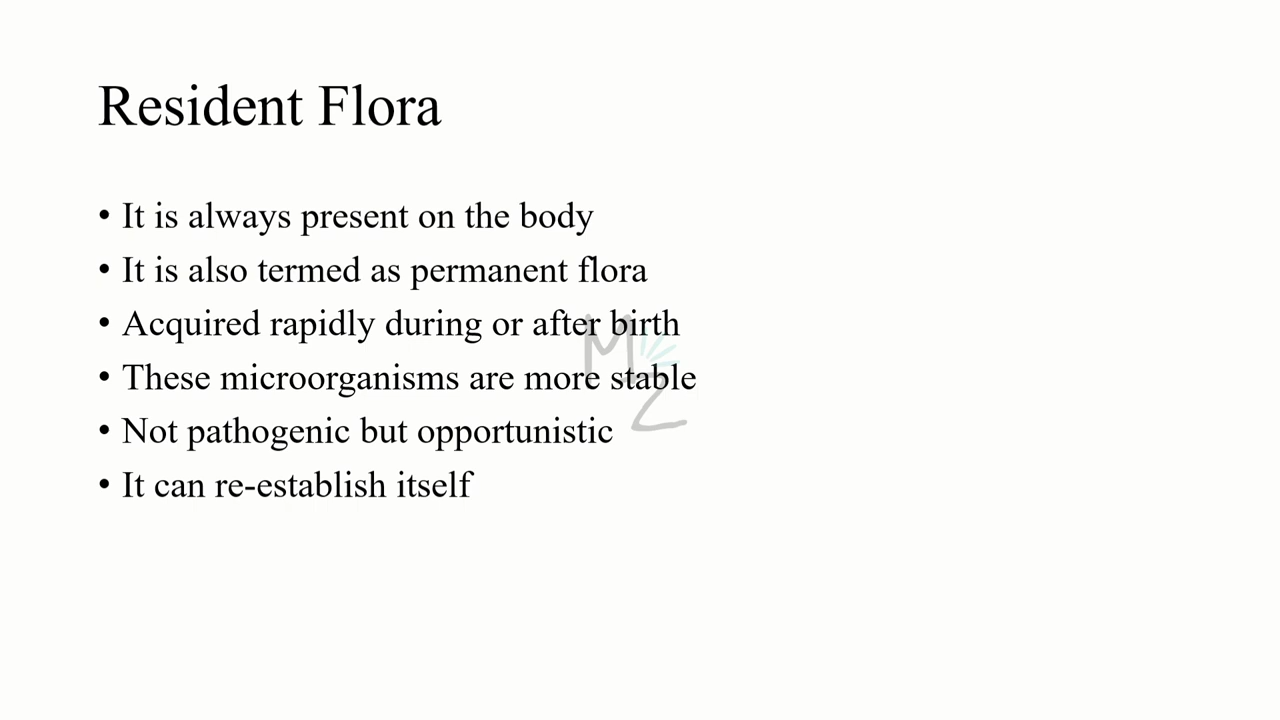 Resident Flora
• It is always present on the body
• It is also termed as permanent flora
• Acquired rapidly during or after birth
• These microorganisms are more stable
• Not pathogenic but opportunistic
• It can re-establish itself
MZ